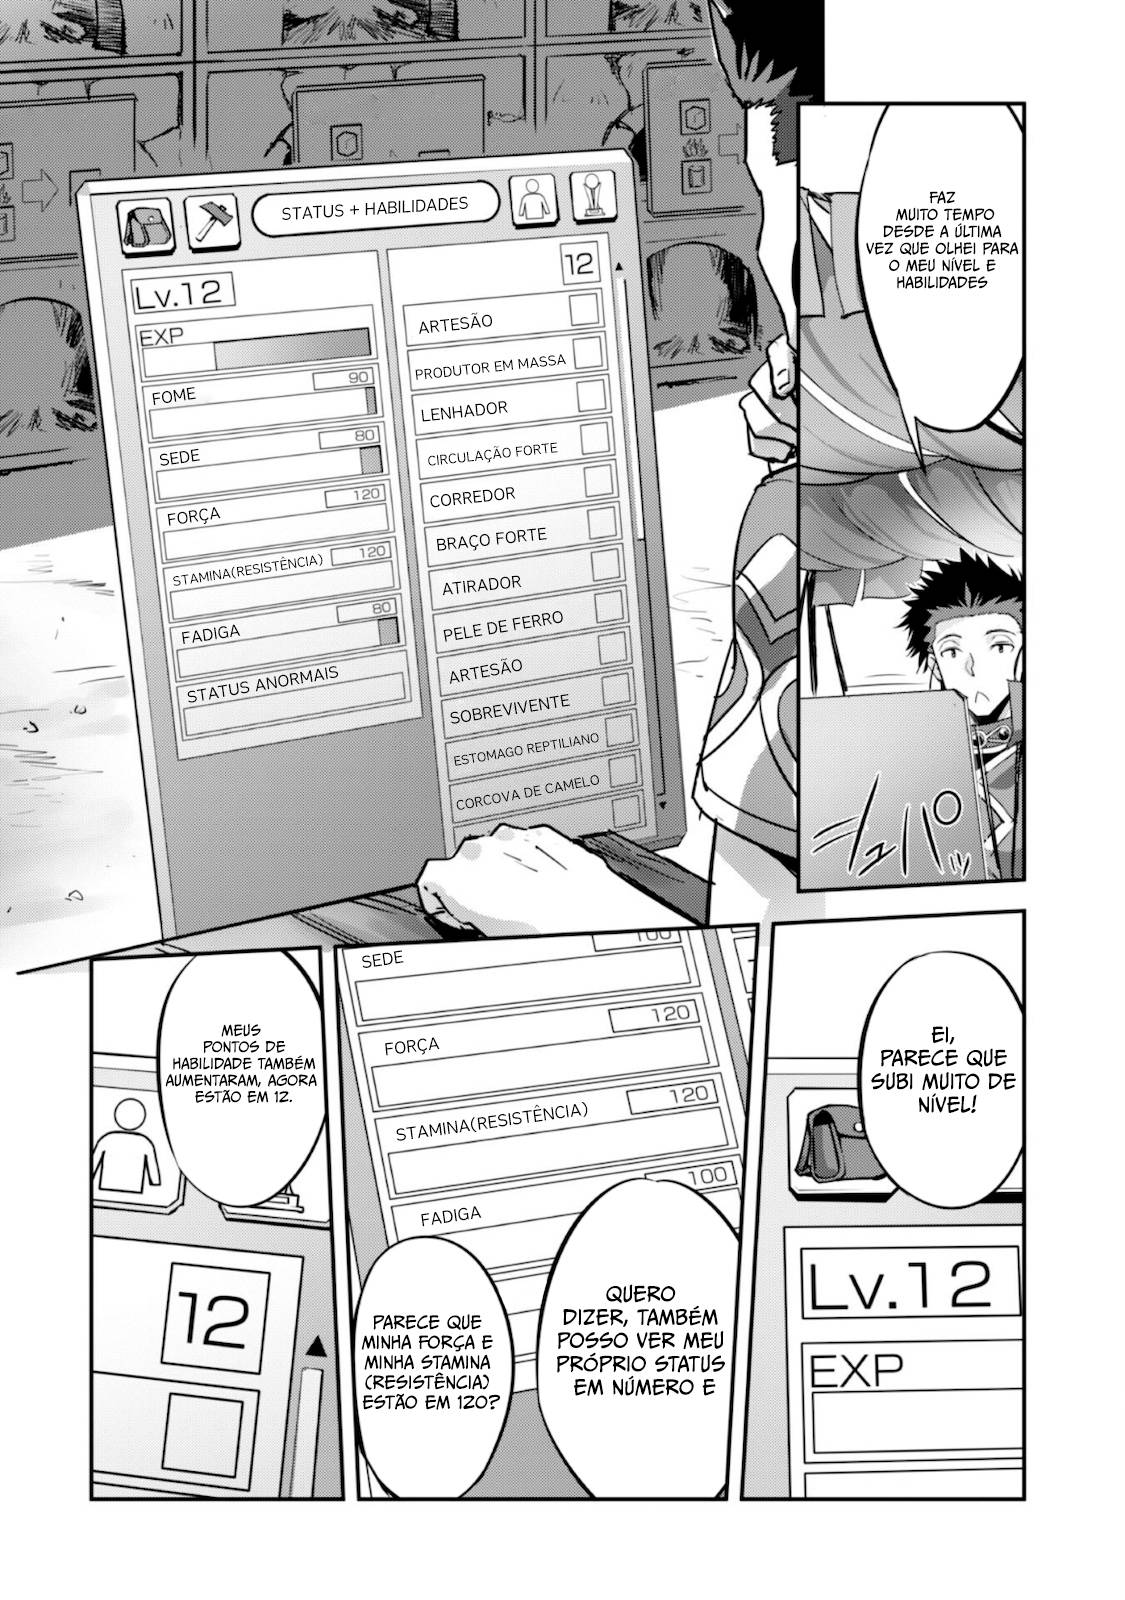 FAZ
MUITO TEMPO
DESDE A ÚLTIMA
VEZ QUE OLHEI PARA
O MEU NÍVEL E
HABILIDADES
ジュパッ
STATUS + HABILIDADES
Lv.12
EXP
FOME
90
SEDE
80
FORÇA
120
STAMINA(RESISTÊNCIA)
120
FADIGA
80
STATUS ANORMAIS
12
ARTESÃO
PRODUTOR EM MASSA
LENHADOR
CIRCULAÇÃO FORTE
CORREDOR
BRAÇO FORTE
ATIRADOR
PELE DE FERRO
ARTESÃO
SOBREVIVENTE
ESTOMAGO REPTILIANO
CORCOVA DE CAMELO
EI,
PARECE QUE
SUBI MUITO DE
NÍVEL!
Lv.12
EXP
100
SEDE
120
FORÇA
120
STAMINA(RESISTÊNCIA)
100
FADIGA
QUERO
DIZER, TAMBÉM
POSSO VER MEU
PRÓPRIO STATUS
EM NÚMERO E
PARECE QUE
MINHA FORÇA E
MINHA STAMINA
(RESISTÊNCIA)
ESTÃO EM 120?
MEUS
PONTOS DE
HABILIDADE TAMBÉM
AUMENTARAM, AGORA
ESTÃO EM 12.
12